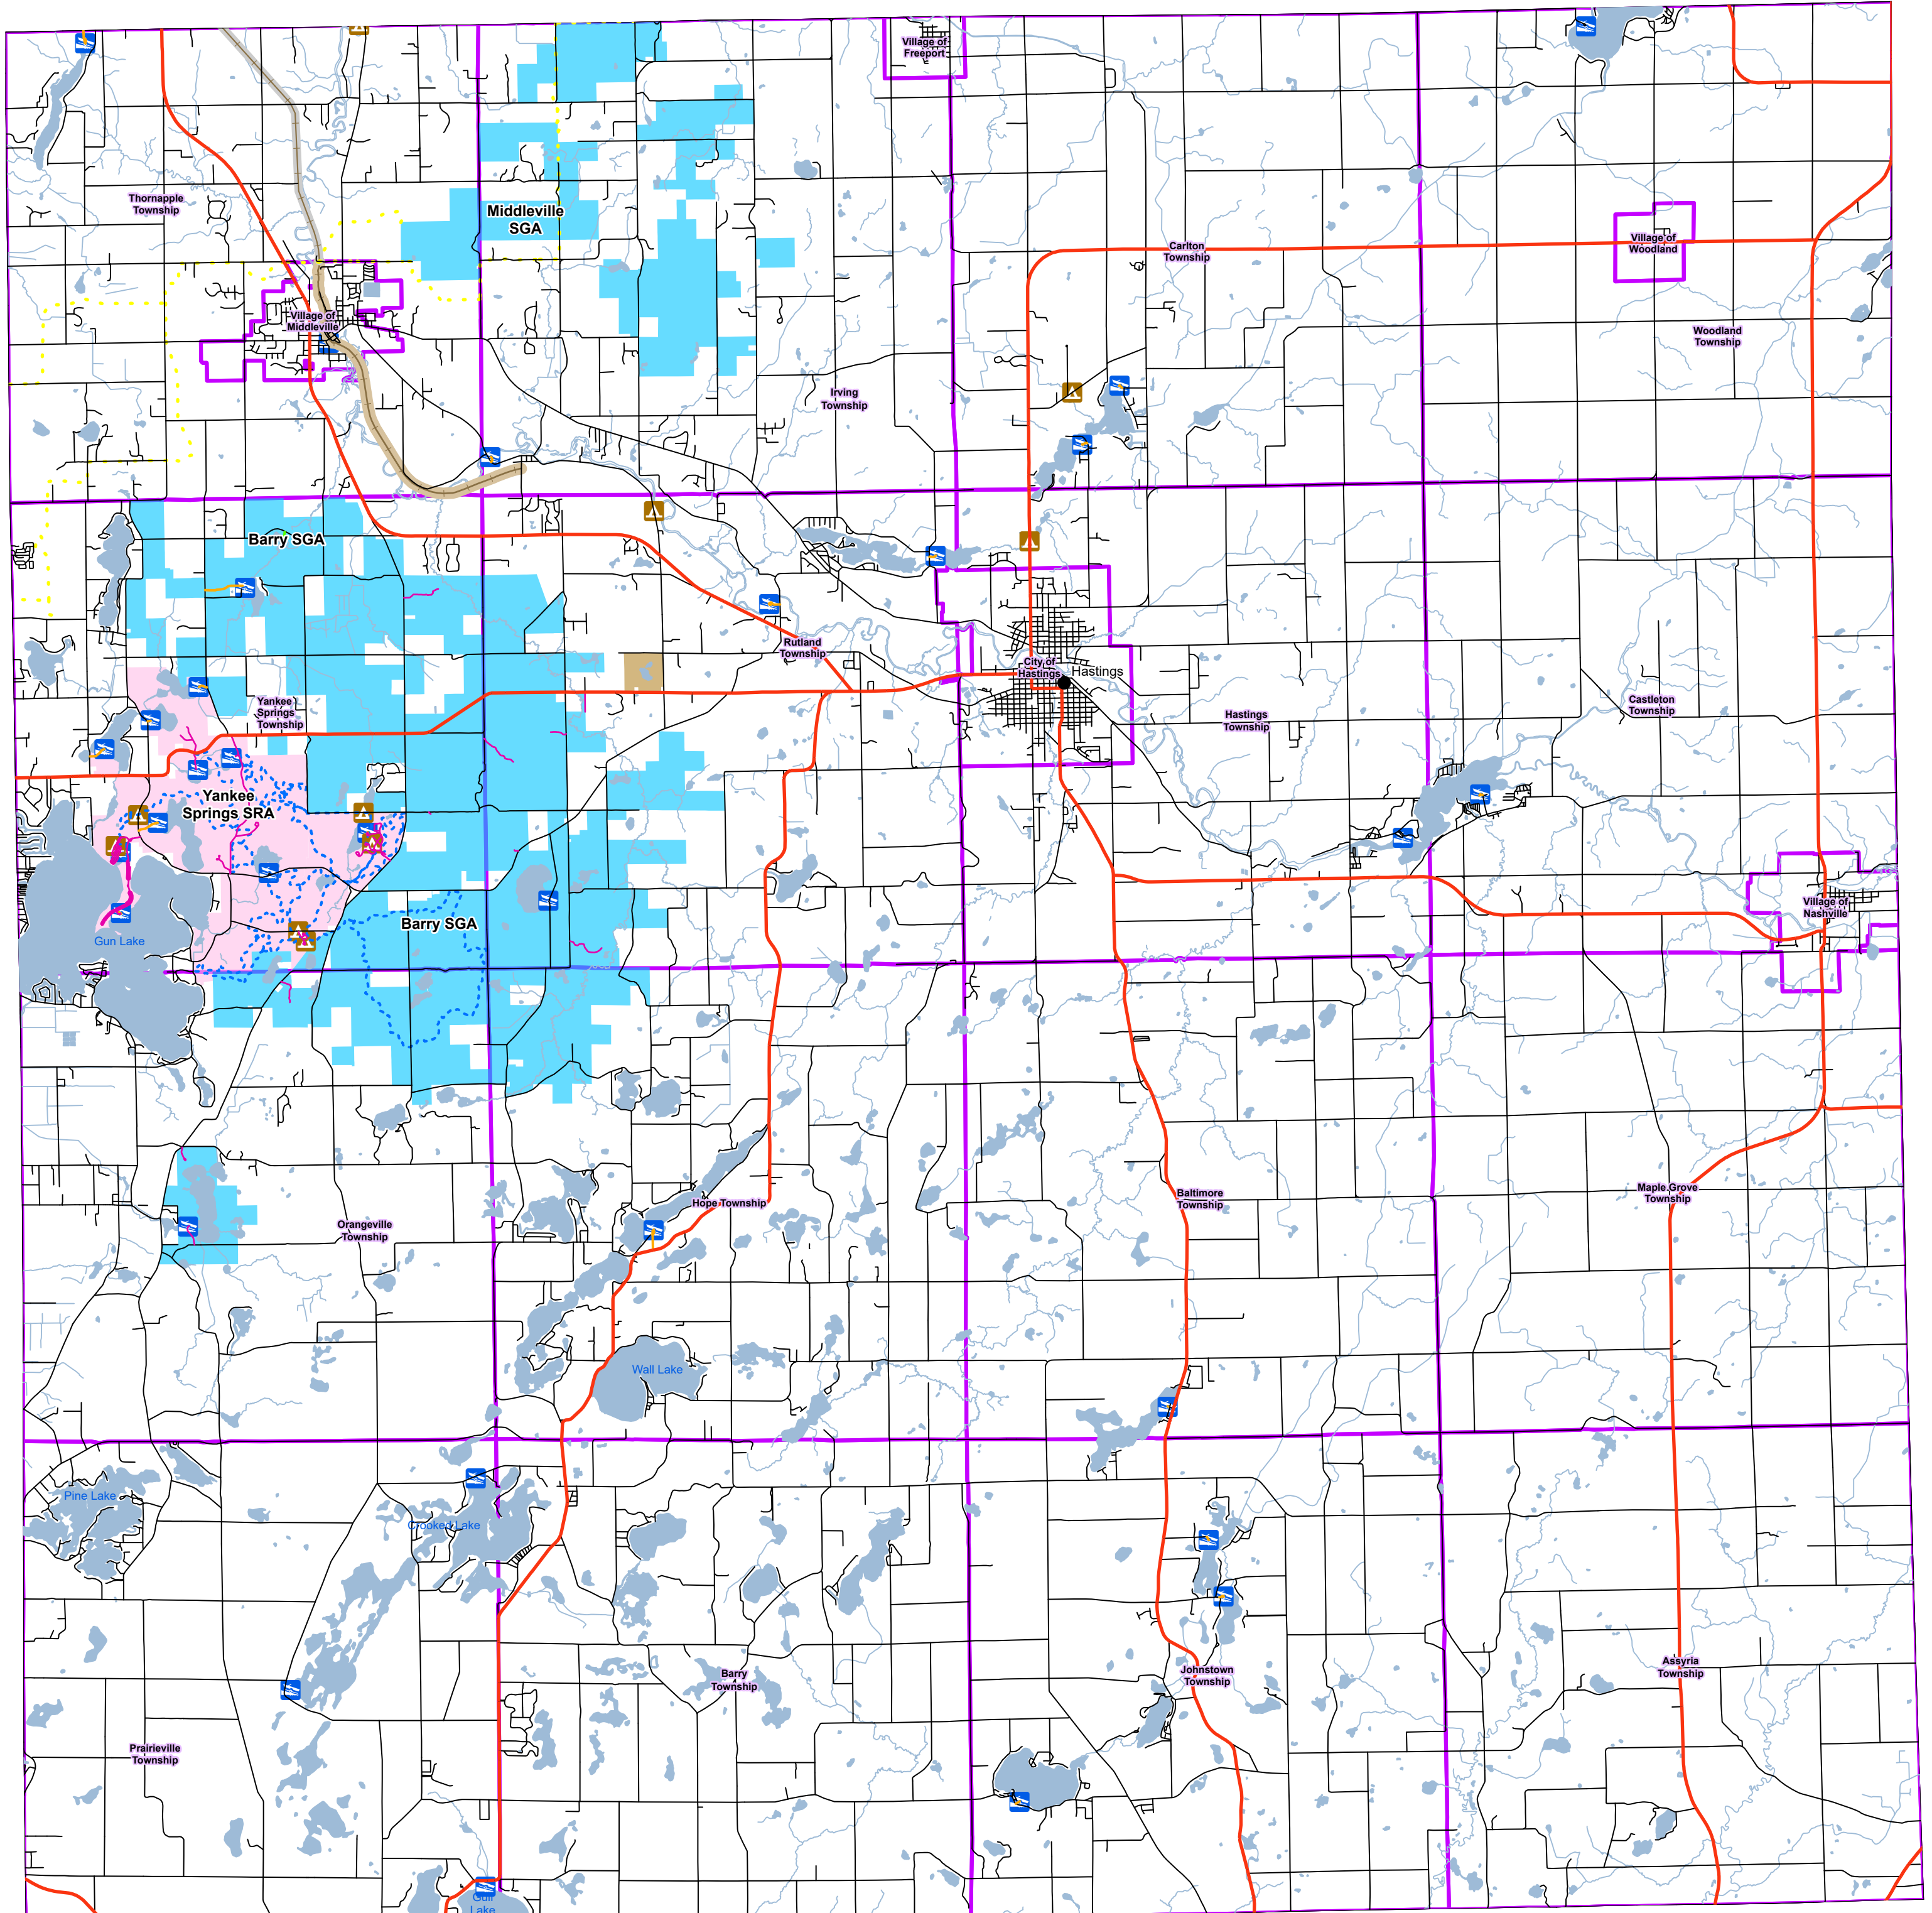 Village of
Freeport
Thornapple
Township
Middleville
SGA
Carlton
Township
Village of
Woodland
Village of
Middleville
Woodland
Township
Irving
Township
Barry SGA
Rutland
Township
City of
Hastings
Hastings
Yankee
Springs
Township
Hastings
Township
Castleton
Township
Yankee
Springs SRA
Village of
Nashville
Barry SGA
Gun Lake
Hope Township
Baltimore
Township
Maple Grove
Township
Orangeville
Township
Wall Lake
Pine Lake
Crooked Lake
Barry
Township
Johnstown
Township
Assyria
Township
Prairieville
Township
Gull
Lake